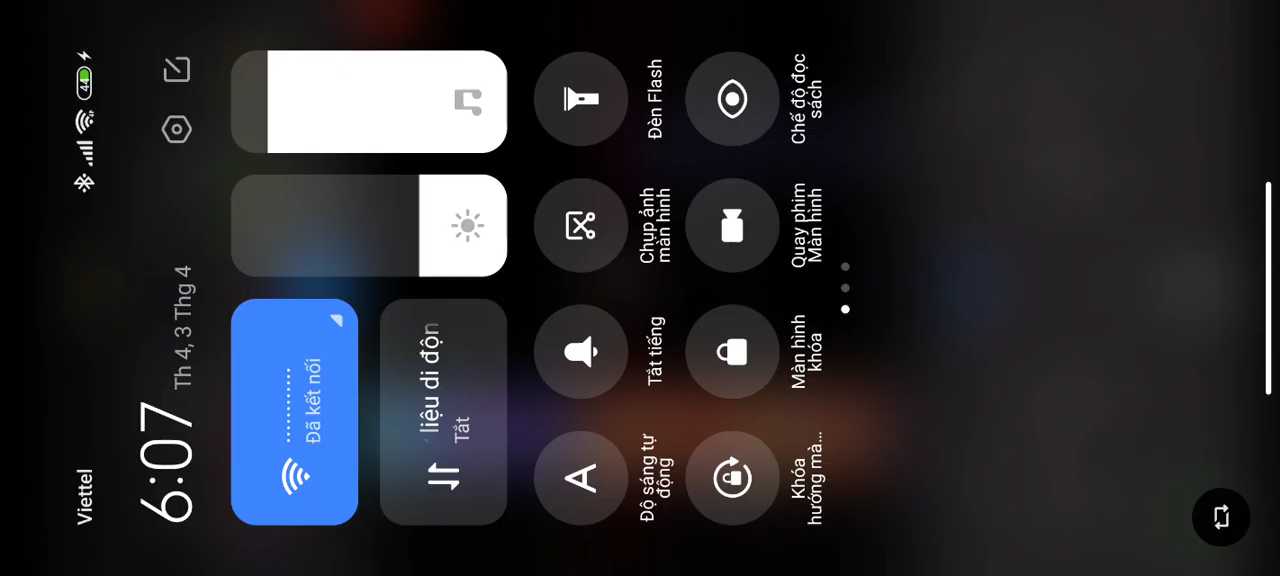 Viettel
44
6:07
Th 4, 3 Thg 4
..........
Đã kết nối
liệu di độn
Tắt
Độ sáng tự
động
Tắt tiếng
Chụp ảnh
màn hình
Đèn Flash
Khóa
hướng mà...
Màn hình
khóa
Quay phim
Màn hình
Chế độ đọc
sách